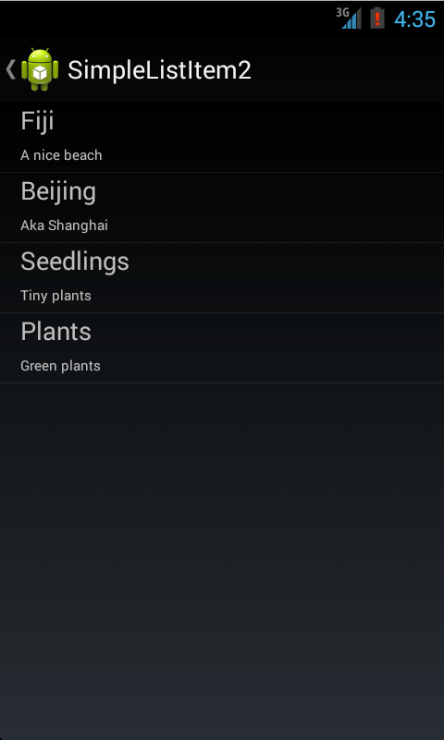 3G 4:35
SimpleListItem2
Fiji
A nice beach
Beijing
Aka Shanghai
Seedlings
Tiny plants
Plants
Green plants